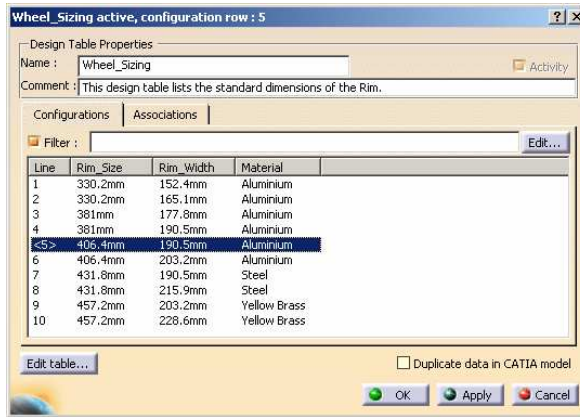 Wheel_Sizing active, configuration row : 5
Design Table Properties
Name : Wheel_Sizing Activity
Comment : This design table lists the standard dimensions of the Rim.
Configurations Associations
Filter : Edit...
Line Rim_Size Rim_Width Material
1 330.2mm 152.4mm Aluminium
2 330.2mm 165.1mm Aluminium
3 381mm 177.8mm Aluminium
4 381mm 190.5mm Aluminium
<5> 406.4mm 190.5mm Aluminium
6 406.4mm 203.2mm Aluminium
7 431.8mm 190.5mm Steel
8 431.8mm 215.9mm Steel
9 457.2mm 203.2mm Yellow Brass
10 457.2mm 228.6mm Yellow Brass
Edit table... Duplicate data in CATIA model
OK Apply Cancel